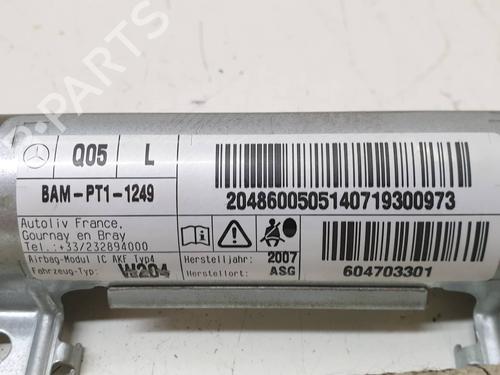 Q05 L
BAM-PT1-1249
Autoliv France,
Gournay en Bray
Tel.:+33/232894000
Airbag-Modul IC AKF Typ4
Fahrzeug-Typ: W204
2048600505140719300973
Herstelljahr: 2007
Herstellort: ASG
604703301
B-PARTS